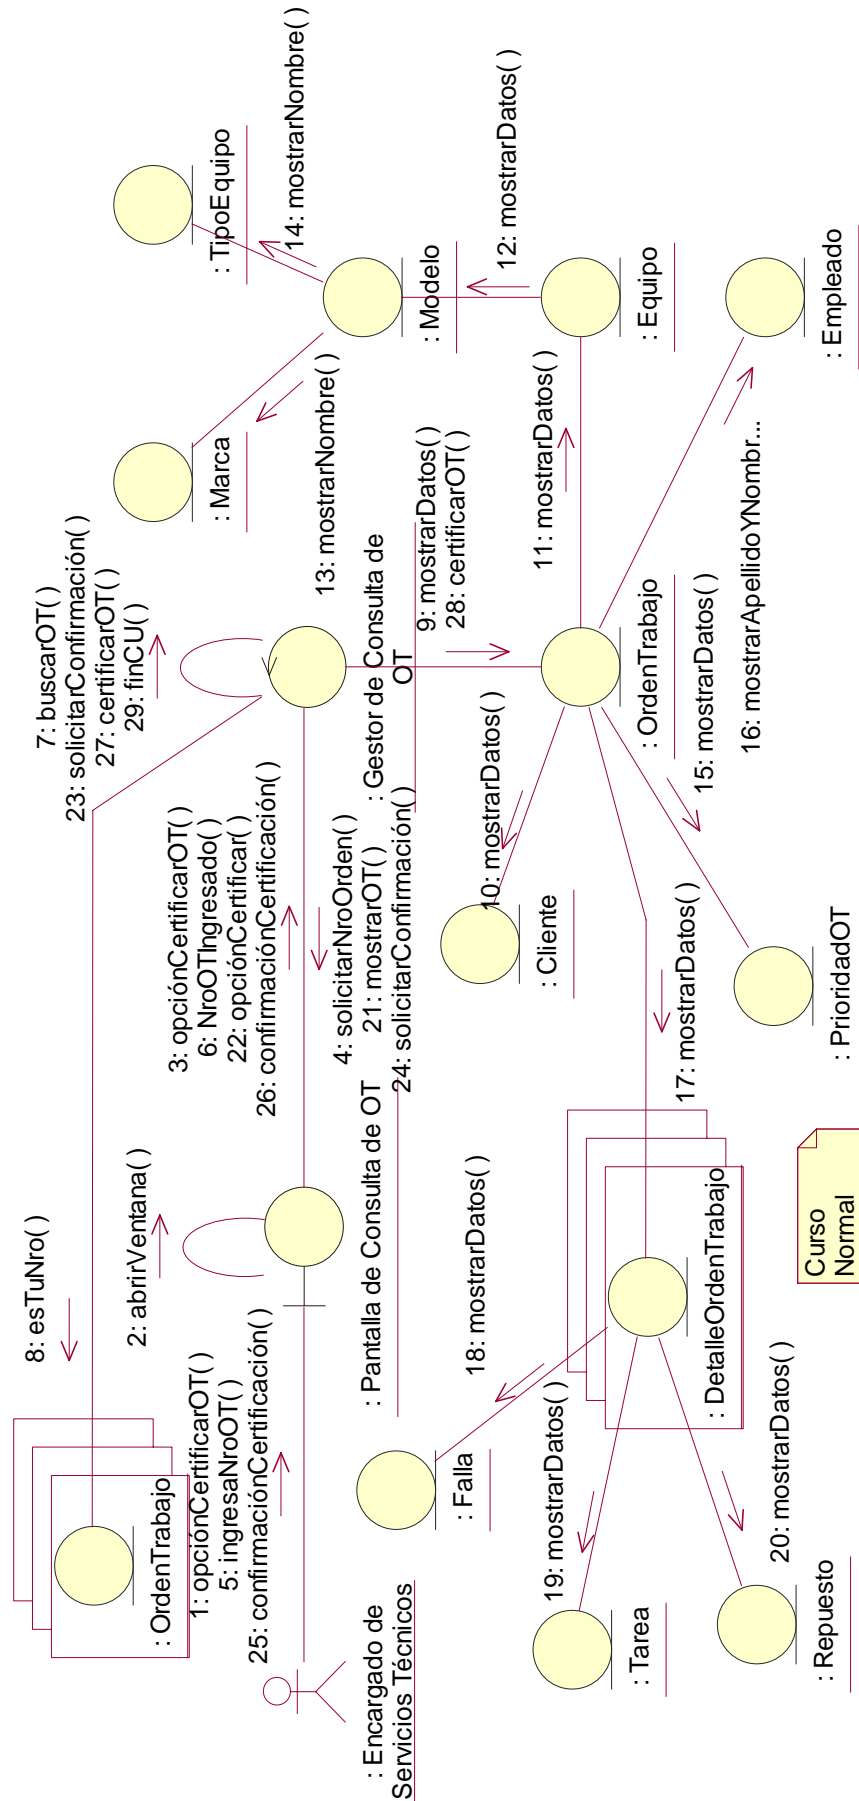 8: esTuNro( )
: OrdenTrabajo
1: opciónCertificarOT( )
5: ingresaNroOT( )
25: confirmaciónCertificación( )
: Encargado de
Servicios Técnicos
2: abrirVentana( )
: Pantalla de Consulta de OT
3: opciónCertificarOT( )
6: NroOTIngresado( )
22: opciónCertificar( )
26: confirmaciónCertificación( )
4: solicitarNroOrden( )
21: mostrarOT( )
24: solicitarConfirmación( )
7: buscarOT( )
23: solicitarConfirmación( )
27: certificarOT( )
29: finCU( )
: Gestor de Consulta de
OT
9: mostrarDatos( )
28: certificarOT( )
: Marca
13: mostrarNombre( )
: TipoEquipo
14: mostrarNombre( )
: Modelo
12: mostrarDatos( )
: Equipo
11: mostrarDatos( )
: Empleado
16: mostrarApellidoYNombr...
: OrdenTrabajo
15: mostrarDatos( )
10: mostrarDatos( )
: Cliente
: PrioridadOT
17: mostrarDatos( )
: DetalleOrdenTrabajo
18: mostrarDatos( )
: Falla
19: mostrarDatos( )
: Tarea
20: mostrarDatos( )
: Repuesto
Curso
Normal